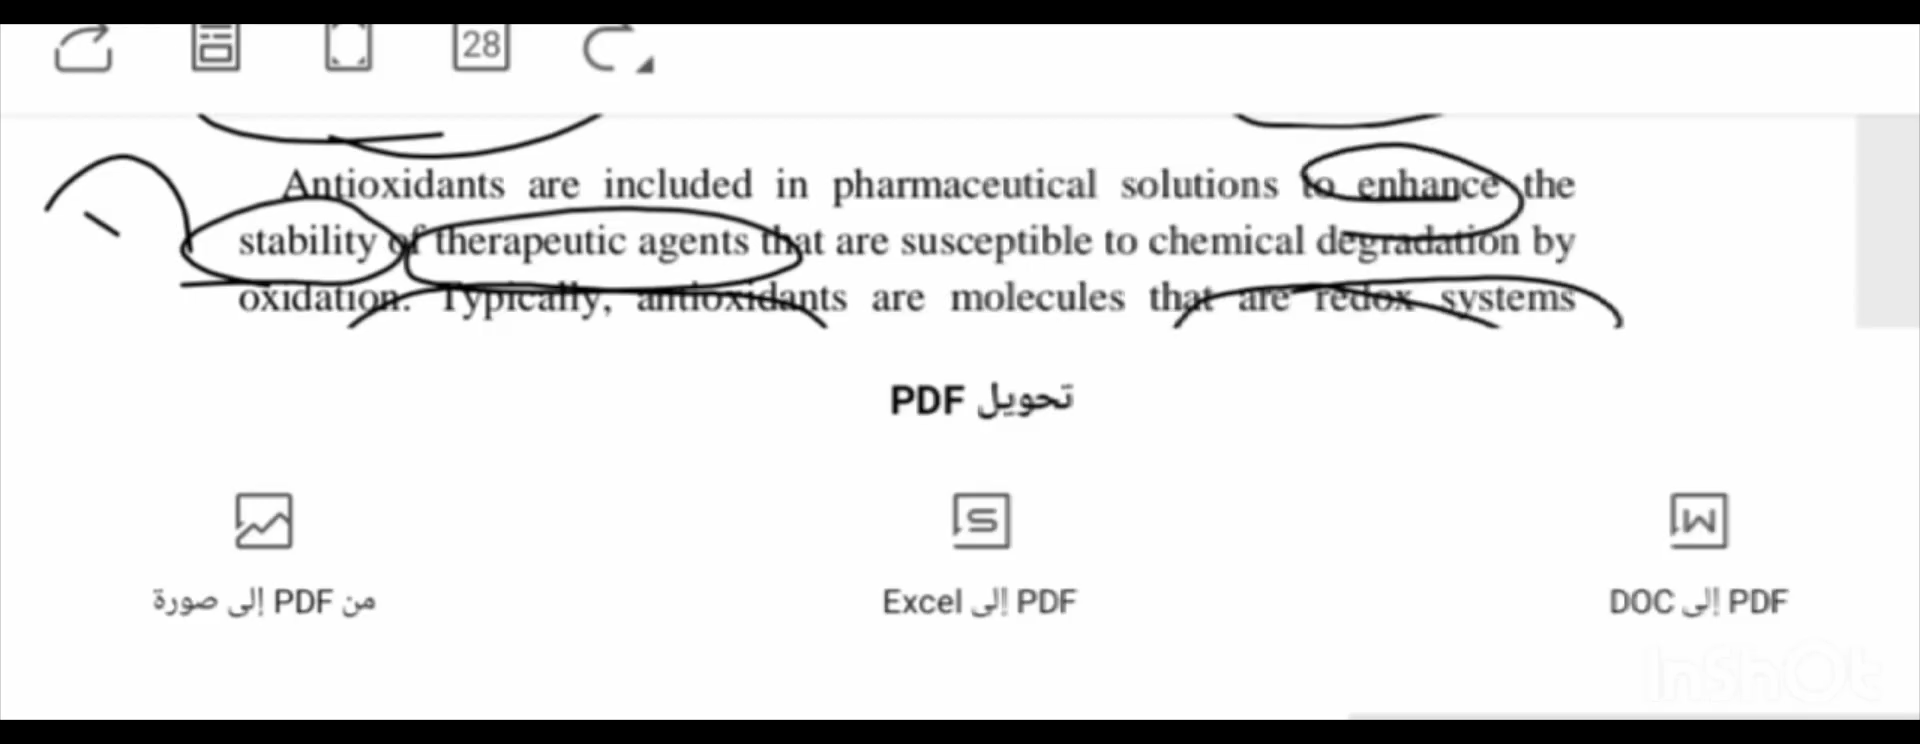 28
Antioxidants are included in pharmaceutical solutions to enhance the
stability of therapeutic agents that are susceptible to chemical degradation by
oxidation. Typically, antioxidants are molecules that are redox systems
تحويل PDF
PDF إلى DOC
PDF إلى Excel
من PDF إلى صورة
InShOt